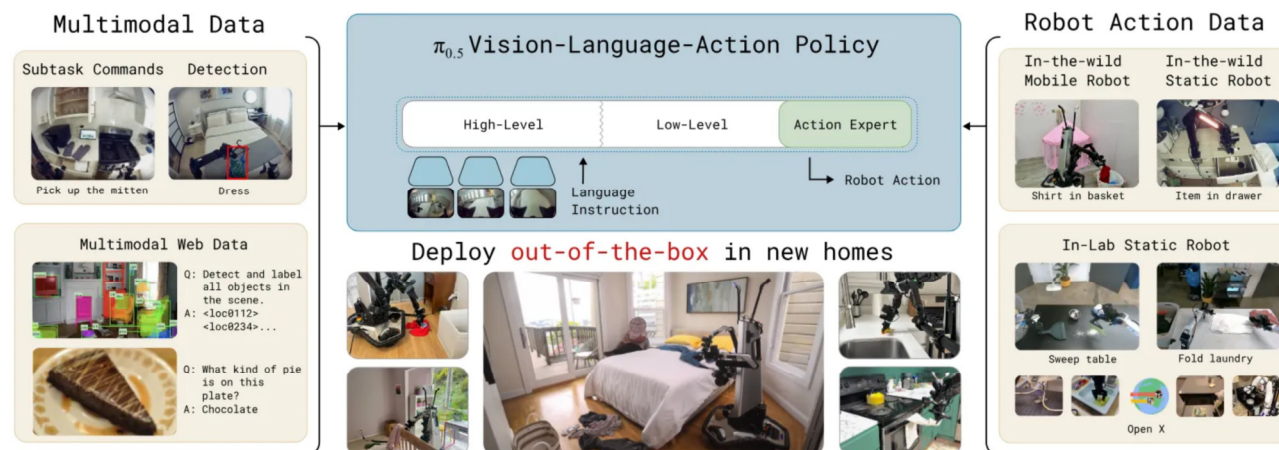 Multimodal Data
Subtask Commands
Detection
Pick up the mitten
Dress
Multimodal Web Data
Q: Detect and label
all objects in
the scene.
A: <loc0112>
<loc0234>...
Q: What kind of pie
is on this
plate?
A: Chocolate
π0.5 Vision-Language-Action Policy
High-Level
Low-Level
Action Expert
Language
Instruction
Robot Action
Deploy out-of-the-box in new homes
Robot Action Data
In-the-wild
Mobile Robot
In-the-wild
Static Robot
Shirt in basket
Item in drawer
In-Lab Static Robot
Sweep table
Fold laundry
Open X